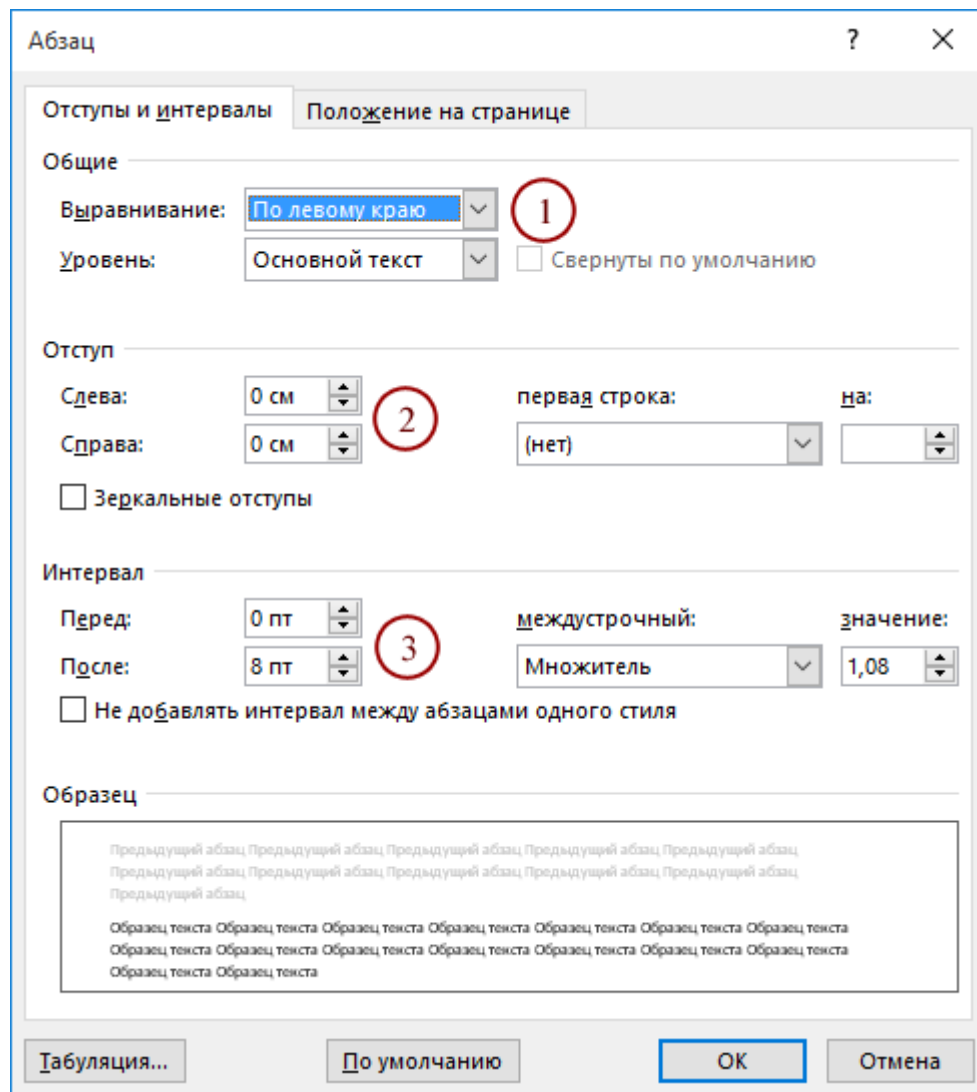 Абзац ?
Отступы и интервалы Положение на странице
Общие
Выравнивание: По левому краю 1
Уровень: Основной текст Свернуты по умолчанию
Отступ
Слева: 0 см 2 первая строка: на:
Справа: 0 см (нет)
Зеркальные отступы
Интервал
Перед: 0 пт 3 междустрочный: значение:
После: 8 пт Множитель 1,08
Не добавлять интервал между абзацами одного стиля
Образец
Предыдущий абзац Предыдущий абзац Предыдущий абзац Предыдущий абзац Предыдущий абзац
Предыдущий абзац Предыдущий абзац Предыдущий абзац Предыдущий абзац Предыдущий абзац
Предыдущий абзац
Образец текста Образец текста Образец текста Образец текста Образец текста Образец текста Образец текста
Образец текста Образец текста Образец текста Образец текста Образец текста Образец текста Образец текста
Образец текста Образец текста
Табуляция... По умолчанию ОК Отмена